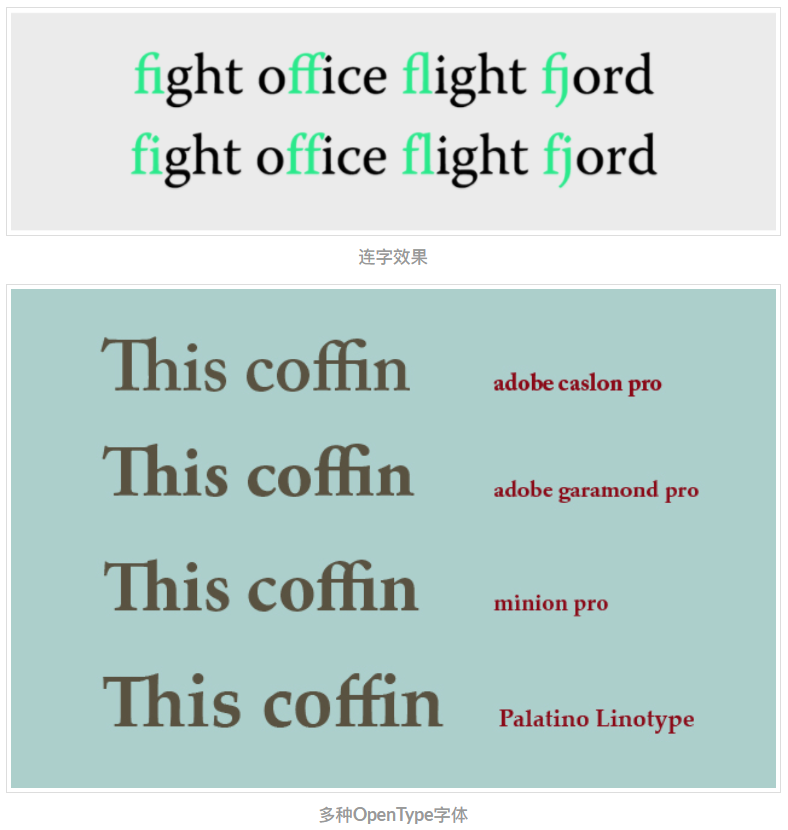 fight office flight fjord
fight office flight fjord
连字效果
This coffin adobe caslon pro
This coffin adobe garamond pro
This coffin minion pro
This coffin Palatino Linotype
多种OpenType字体